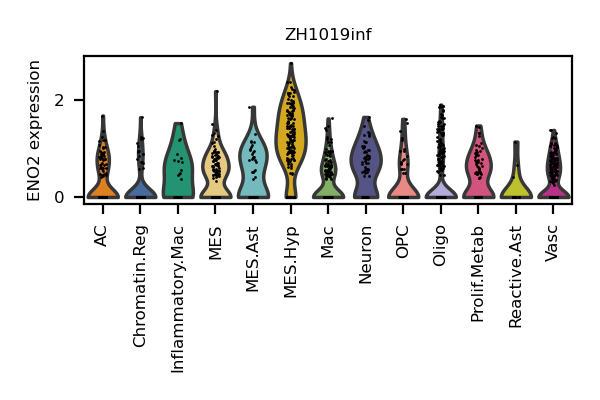 ZH1019inf
ENO2 expression
2
0
AC
Chromatin.Reg
Inflammatory.Mac
MES
MES.Ast
MES.Hyp
Mac
Neuron
OPC
Oligo
Prolif.Metab
Reactive.Ast
Vasc